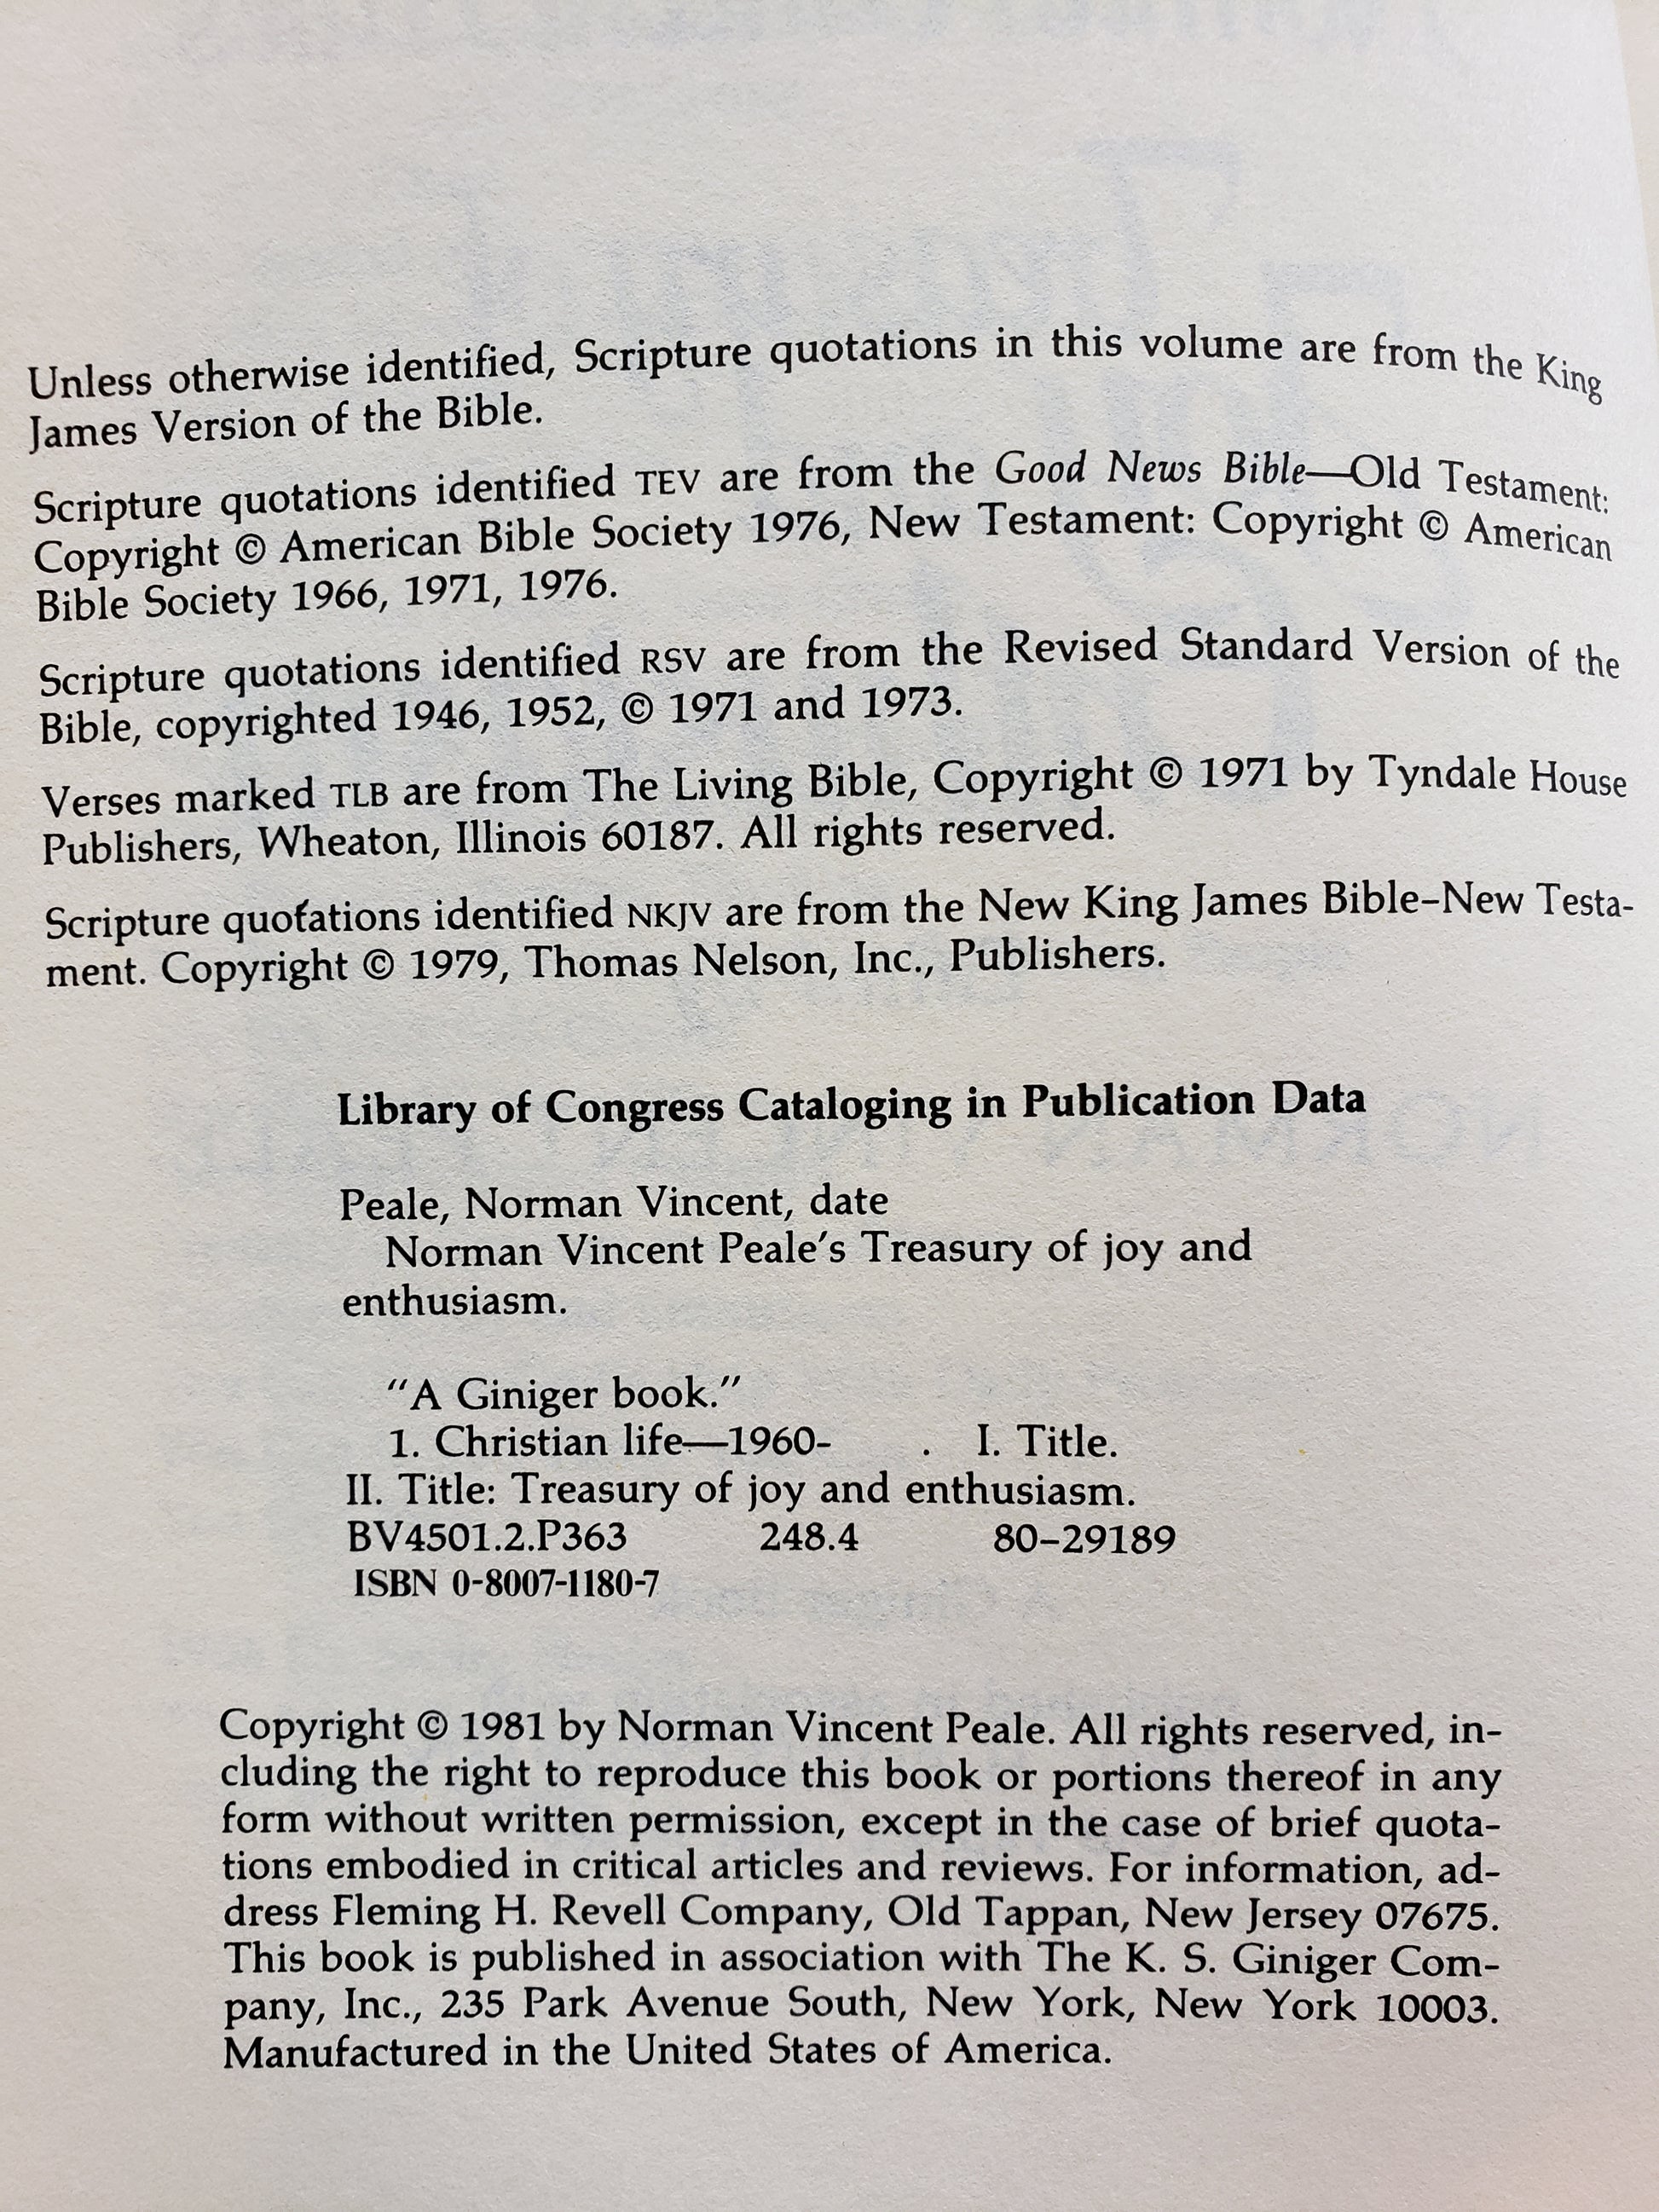 Unless otherwise identified, Scripture quotations in this volume are from the King
James Version of the Bible.
Scripture quotations identified TEV are from the Good News Bible—Old Testament:
Copyright © American Bible Society 1976, New Testament: Copyright © American
Bible Society 1966, 1971, 1976.
Scripture quotations identified RSV are from the Revised Standard Version of the
Bible, copyrighted 1946, 1952, © 1971 and 1973.
Verses marked TLB are from The Living Bible, Copyright © 1971 by Tyndale House
Publishers, Wheaton, Illinois 60187. All rights reserved.
Scripture quotations identified NKJV are from the New King James Bible–New Testa-
ment. Copyright © 1979, Thomas Nelson, Inc., Publishers.
Library of Congress Cataloging in Publication Data
Peale, Norman Vincent, date
Norman Vincent Peale's Treasury of joy and
enthusiasm.
"A Giniger book."
1. Christian life—1960- . I. Title.
II. Title: Treasury of joy and enthusiasm.
BV4501.2.P363 248.4 80–29189
ISBN 0-8007-1180-7
Copyright © 1981 by Norman Vincent Peale. All rights reserved, in-
cluding the right to reproduce this book or portions thereof in any
form without written permission, except in the case of brief quota-
tions embodied in critical articles and reviews. For information, ad-
dress Fleming H. Revell Company, Old Tappan, New Jersey 07675.
This book is published in association with The K. S. Giniger Com-
pany, Inc., 235 Park Avenue South, New York, New York 10003.
Manufactured in the United States of America.